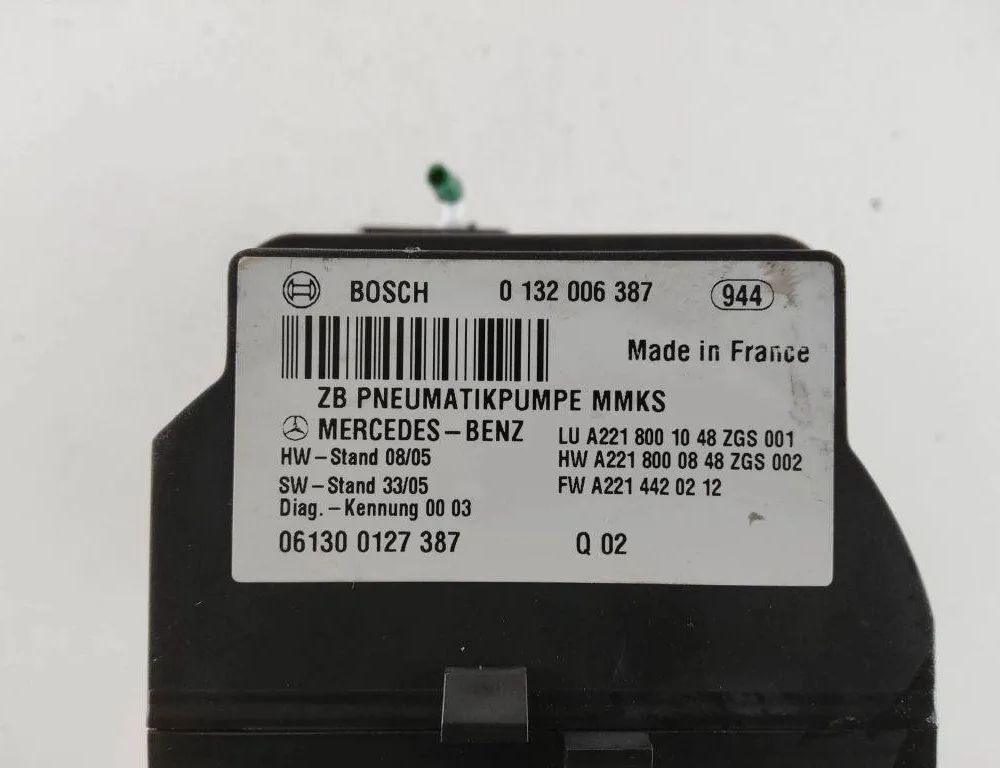 BOSCH 0 132 006 387 944
Made in France
ZB PNEUMATIKPUMPE MMKS
MERCEDES-BENZ LU A221 800 10 48 ZGS 001
HW-Stand 08/05 HW A221 800 08 48 ZGS 002
SW-Stand 33/05 FW A221 442 02 12
Diag.-Kennung 00 03
06130 0127 387 Q 02